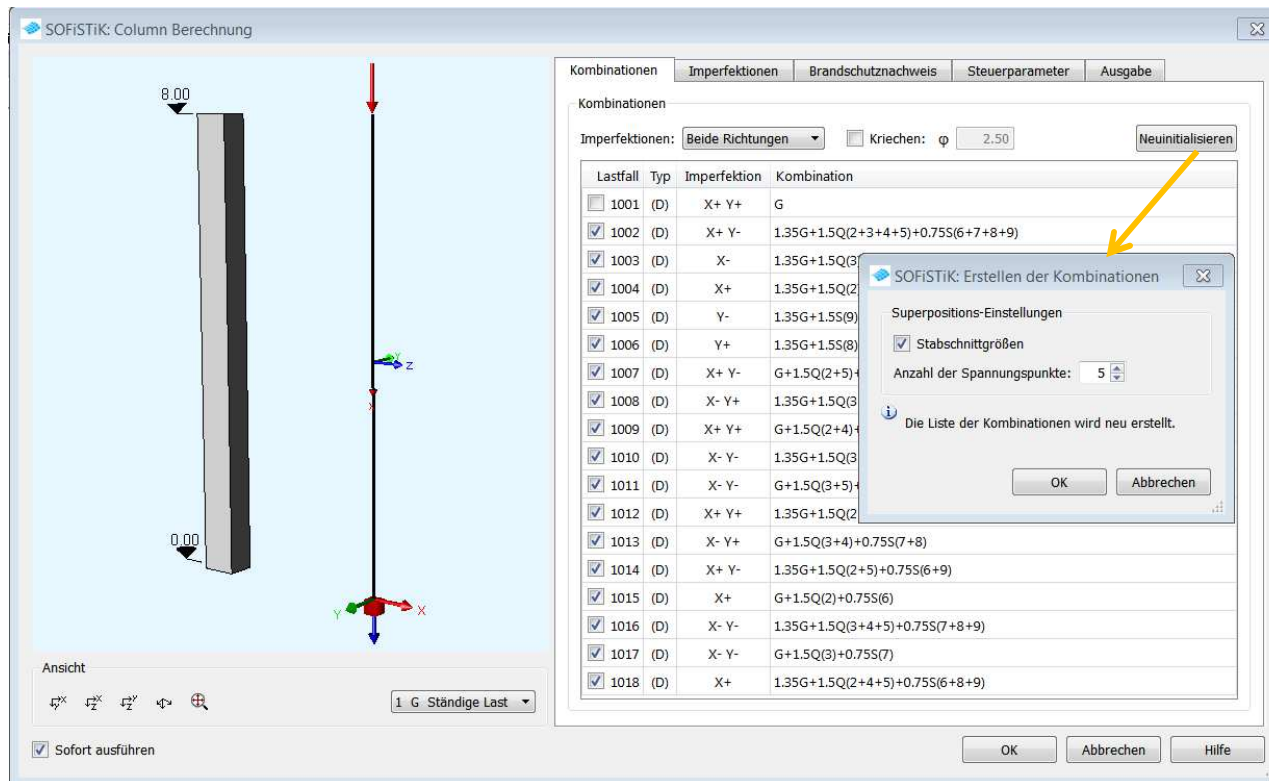 SOFiSTiK: Column Berechnung
8.00
0.00
Y
Z
X
Y
X
Ansicht
1 G Ständige Last
Sofort ausführen
Kombinationen Imperfektionen Brandschutznachweis Steuerparameter Ausgabe
Kombinationen
Imperfektionen: Beide Richtungen Kriechen: φ 2.50 Neuinitialisieren
Lastfall Typ Imperfektion Kombination
1001 (D) X+ Y+ G
1002 (D) X+ Y- 1.35G+1.5Q(2+3+4+5)+0.75S(6+7+8+9)
1003 (D) X- 1.35G+1.5Q(3
1004 (D) X+ 1.35G+1.5Q(2
1005 (D) Y- 1.35G+1.5S(9)
1006 (D) Y+ 1.35G+1.5S(8)
1007 (D) X+ Y- G+1.5Q(2+5)+
1008 (D) X- Y+ 1.35G+1.5Q(3
1009 (D) X+ Y+ G+1.5Q(2+4)+
1010 (D) X- Y- 1.35G+1.5Q(3
1011 (D) X- Y- G+1.5Q(3+5)+
1012 (D) X+ Y+ 1.35G+1.5Q(2
1013 (D) X- Y+ G+1.5Q(3+4)+0.75S(7+8)
1014 (D) X+ Y- 1.35G+1.5Q(2+5)+0.75S(6+9)
1015 (D) X+ G+1.5Q(2)+0.75S(6)
1016 (D) X- Y- 1.35G+1.5Q(3+4+5)+0.75S(7+8+9)
1017 (D) X- Y- G+1.5Q(3)+0.75S(7)
1018 (D) X+ 1.35G+1.5Q(2+4+5)+0.75S(6+8+9)
SOFiSTiK: Erstellen der Kombinationen
Superpositions-Einstellungen
Stabschnittgrößen
Anzahl der Spannungspunkte: 5
Die Liste der Kombinationen wird neu erstellt.
OK Abbrechen
OK Abbrechen Hilfe